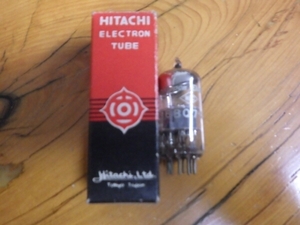 HITACHI
ELECTRON
TUBE
Hitachi, Ltd.
Tokyo Japan